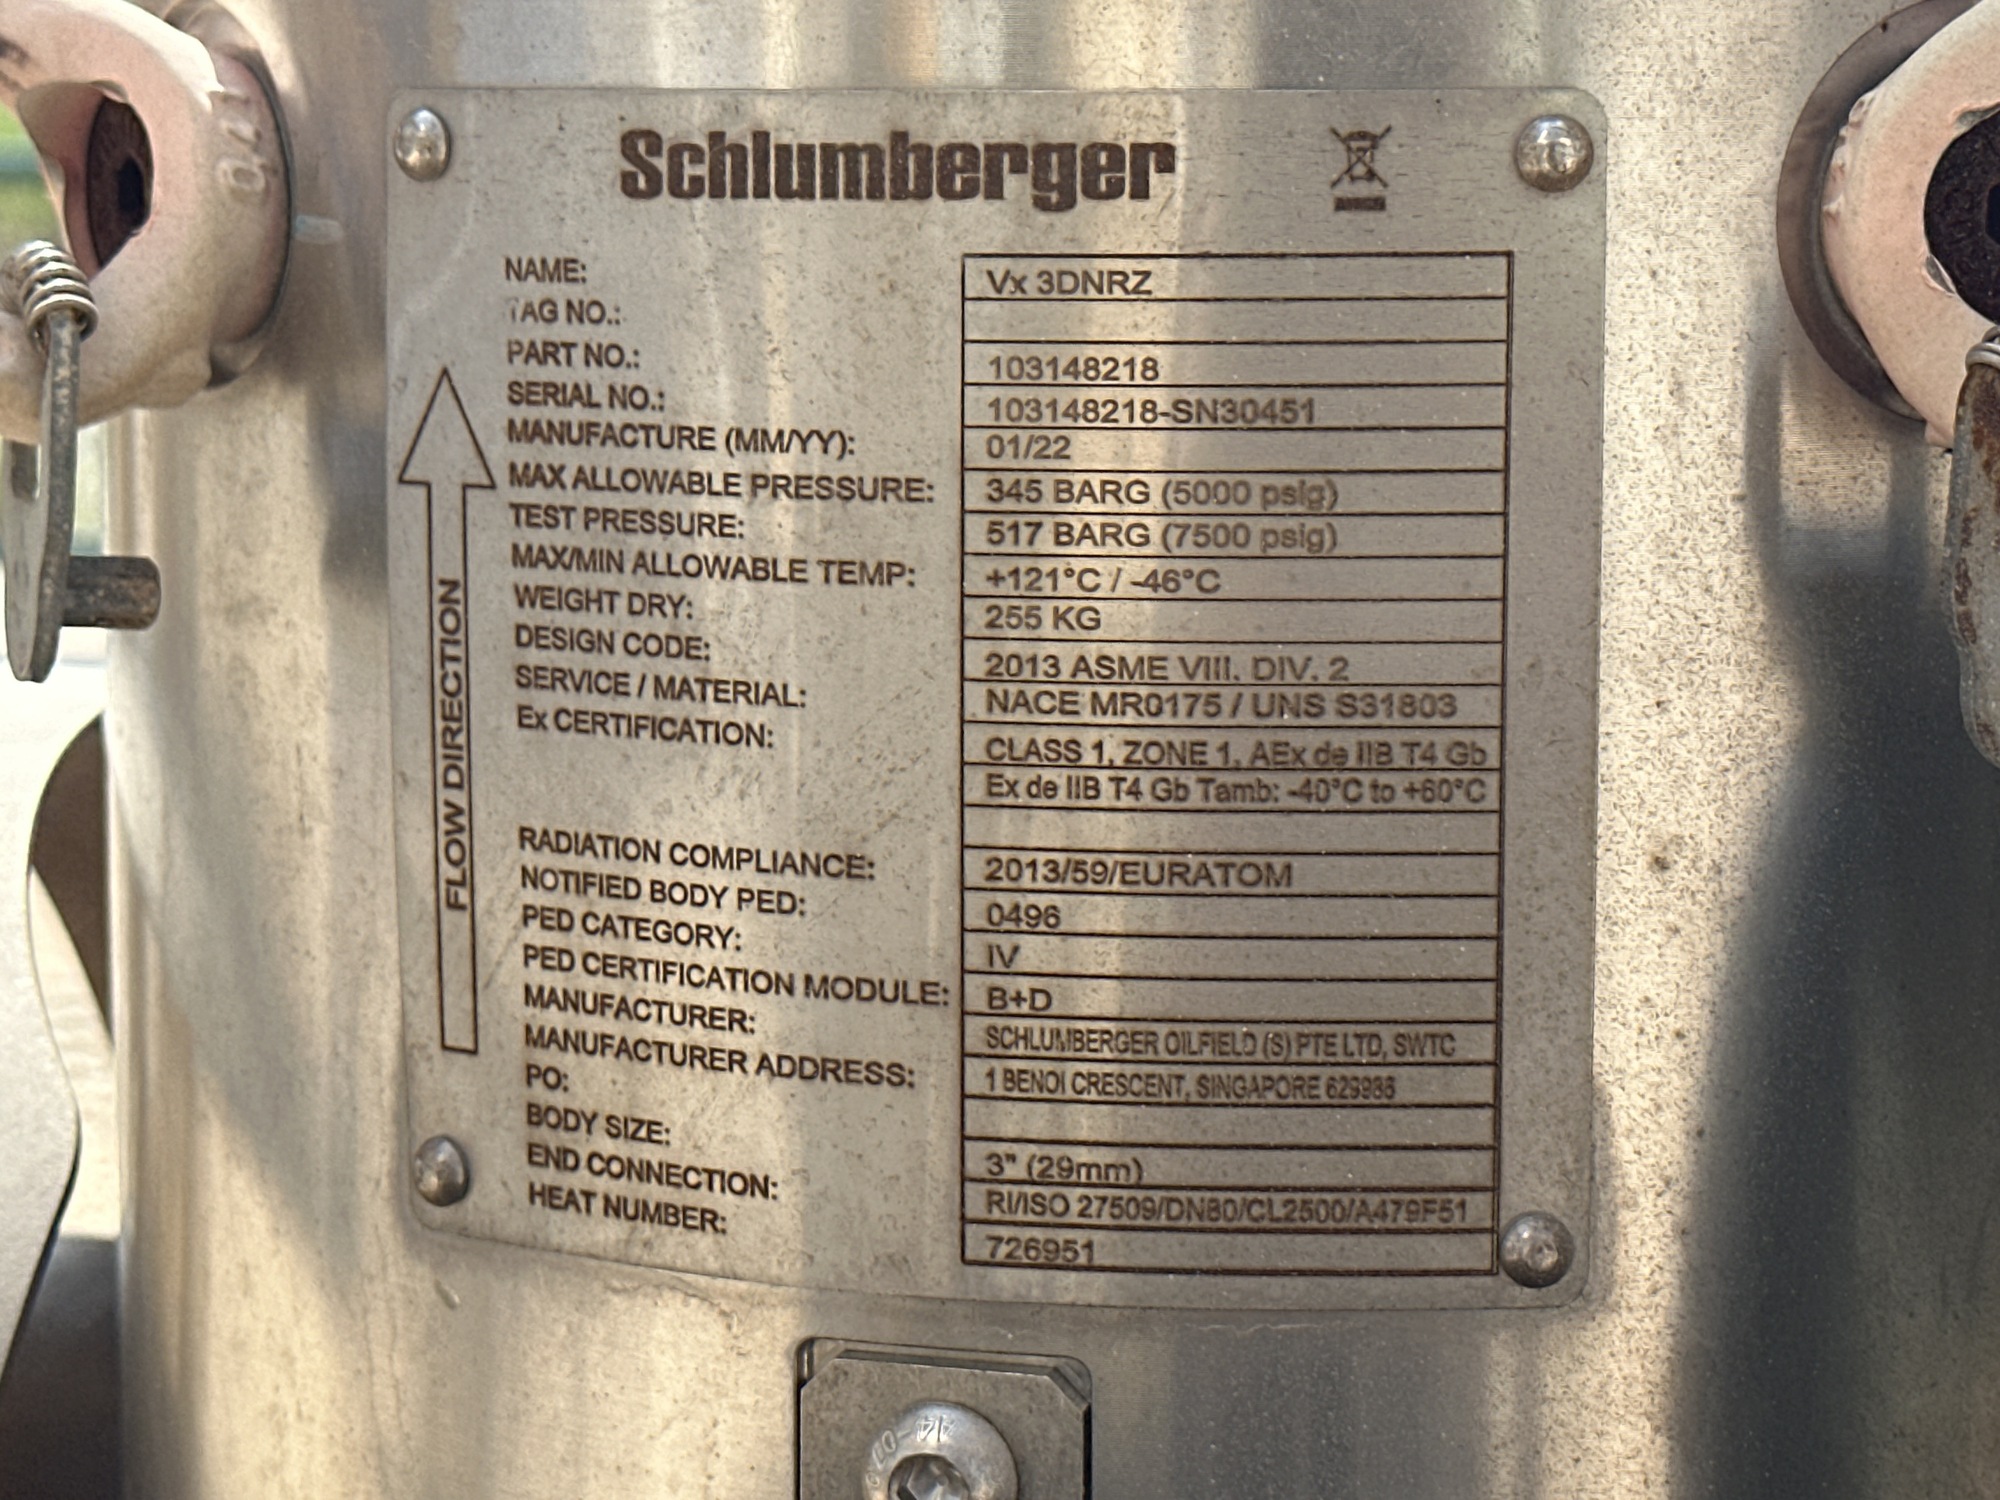 Schlumberger
NAME: Vx 3DNRZ
TAG NO.:
PART NO.: 103148218
SERIAL NO.: 103148218-SN30451
MANUFACTURE (MM/YY): 01/22
MAX ALLOWABLE PRESSURE: 345 BARG (5000 psig)
TEST PRESSURE: 517 BARG (7500 psig)
MAX/MIN ALLOWABLE TEMP: +121°C / -46°C
WEIGHT DRY: 255 KG
DESIGN CODE: 2013 ASME VIII. DIV. 2
SERVICE / MATERIAL: NACE MR0175 / UNS S31803
Ex CERTIFICATION: CLASS 1, ZONE 1, AEx de IIB T4 Gb
Ex de IIB T4 Gb Tamb: -40°C to +60°C
RADIATION COMPLIANCE: 2013/59/EURATOM
NOTIFIED BODY PED: 0496
PED CATEGORY: IV
PED CERTIFICATION MODULE: B+D
MANUFACTURER: SCHLUMBERGER OILFIELD (S) PTE LTD, SWTC
MANUFACTURER ADDRESS: 1 BENOI CRESCENT, SINGAPORE 629986
PO:
BODY SIZE: 3" (29mm)
END CONNECTION: RI/ISO 27509/DN80/CL2500/A479F51
HEAT NUMBER: 726951
FLOW DIRECTION
A4-070